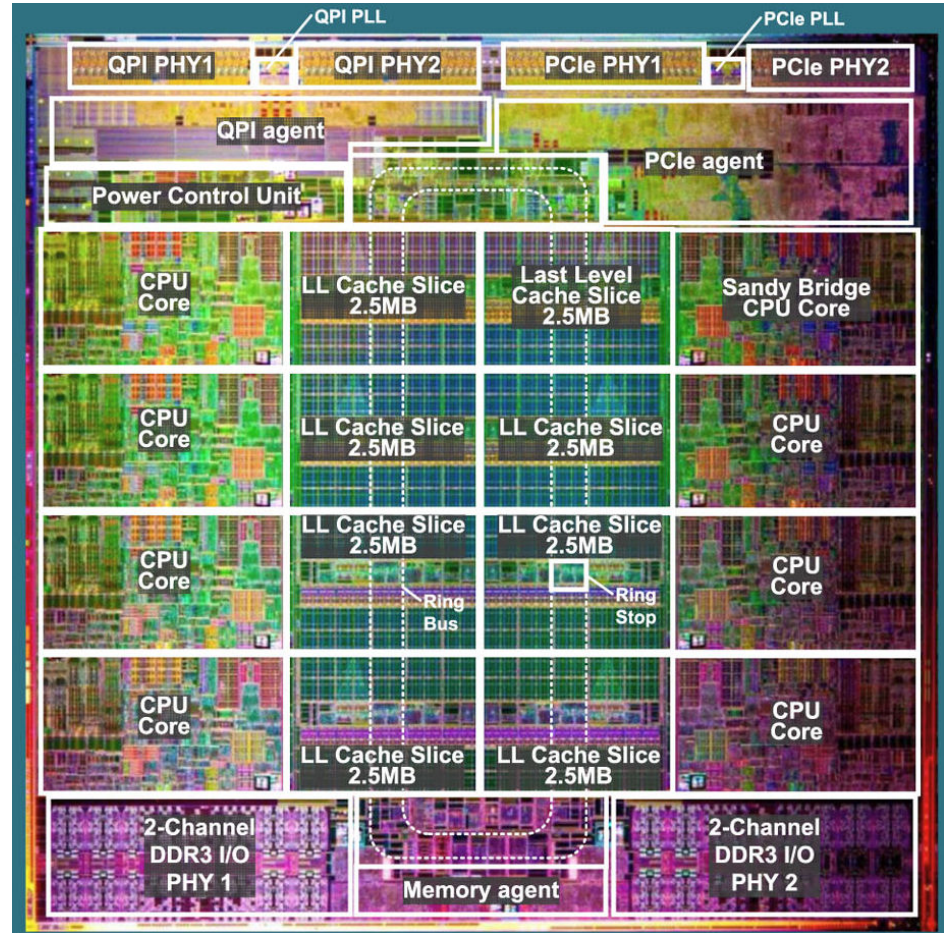 QPI PLL
PCIe PLL
QPI PHY1
QPI PHY2
PCIe PHY1
PCIe PHY2
QPI agent
PCIe agent
Power Control Unit
CPU
Core
LL Cache Slice
2.5MB
Last Level
Cache Slice
2.5MB
Sandy Bridge
CPU Core
CPU
Core
LL Cache Slice
2.5MB
LL Cache Slice
2.5MB
CPU
Core
CPU
Core
LL Cache Slice
2.5MB
LL Cache Slice
2.5MB
CPU
Core
Ring
Bus
Ring
Stop
CPU
Core
LL Cache Slice
2.5MB
LL Cache Slice
2.5MB
CPU
Core
2-Channel
DDR3 I/O
PHY 1
Memory agent
2-Channel
DDR3 I/O
PHY 2